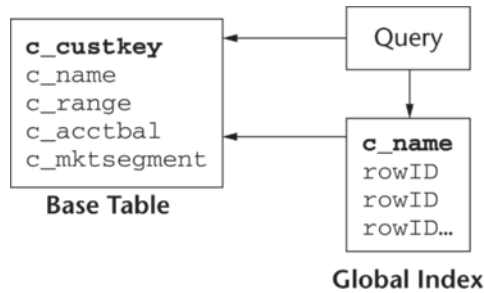 c_custkey
c_name
c_range
c_acctbal
c_mktsegment
Base Table
Query
c_name
rowID
rowID
rowID...
Global Index